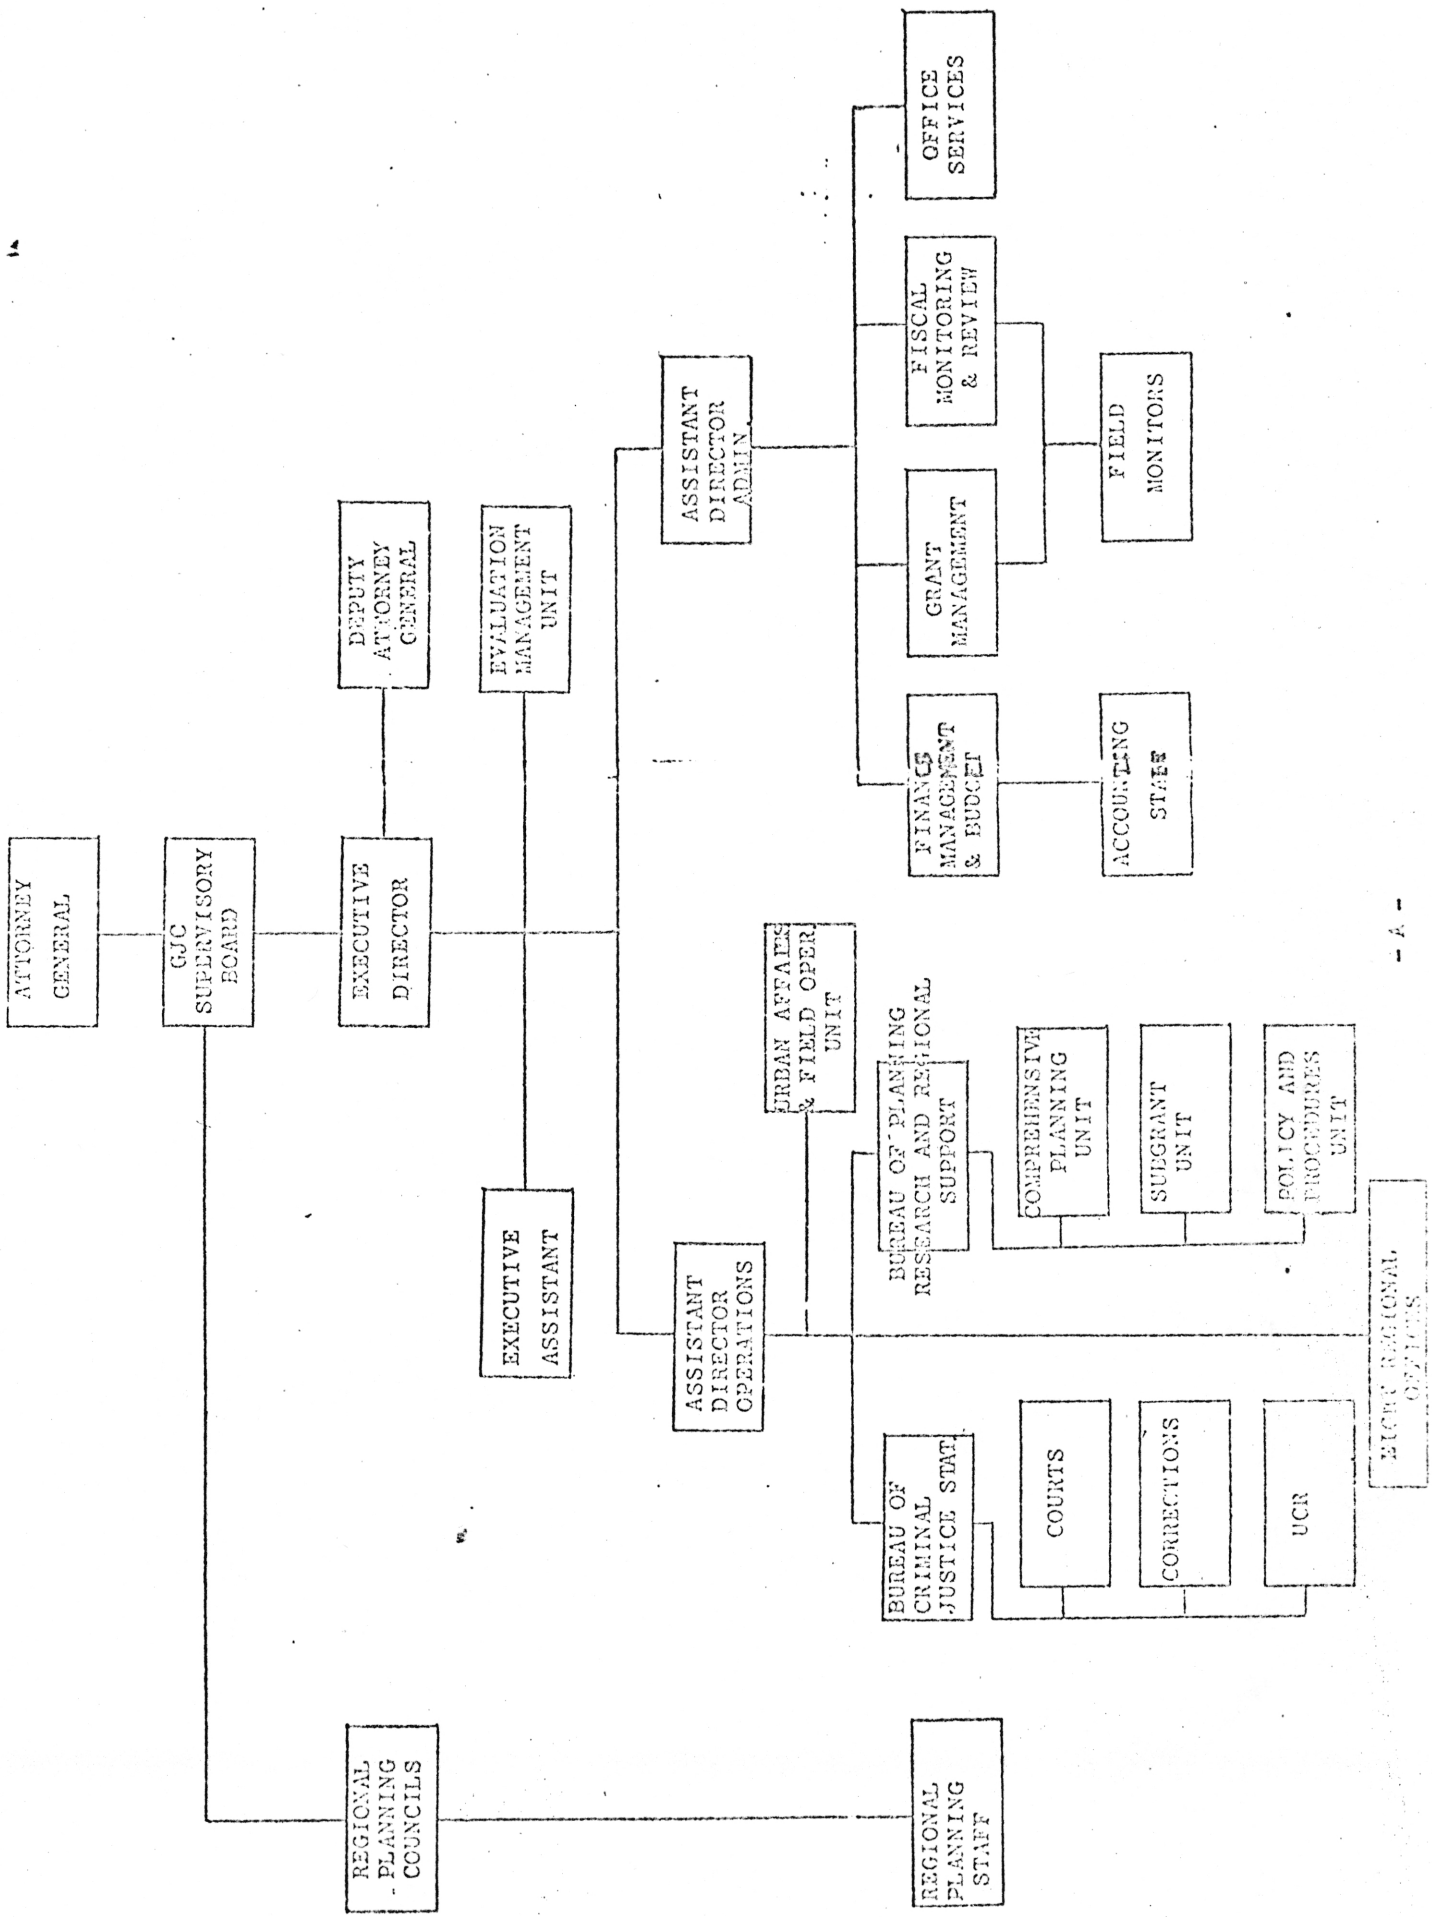 ATTORNEY
GENERAL
GJC
SUPERVISORY
BOARD
EXECUTIVE
DIRECTOR
DEPUTY
ATTORNEY
GENERAL
REGIONAL
PLANNING
COUNCILS
EXECUTIVE
ASSISTANT
EVALUATION
MANAGEMENT
UNIT
ASSISTANT
DIRECTOR
OPERATIONS
ASSISTANT
DIRECTOR
ADMIN.
URBAN AFFAIRS
& FIELD OPER.
UNIT
REGIONAL
PLANNING
STAFF
BUREAU OF
CRIMINAL
JUSTICE STAT.
BUREAU OF PLANNING
RESEARCH AND REGIONAL
SUPPORT
FINANCE
MANAGEMENT
& BUDGET
GRANT
MANAGEMENT
FISCAL
MONITORING
& REVIEW
OFFICE
SERVICES
COURTS
COMPREHENSIVE
PLANNING
UNIT
ACCOUNTING
STAFF
FIELD
MONITORS
CORRECTIONS
SUBGRANT
UNIT
UCR
POLICY AND
PROCEDURES
UNIT
EIGHT REGIONAL
OFFICES
- A -